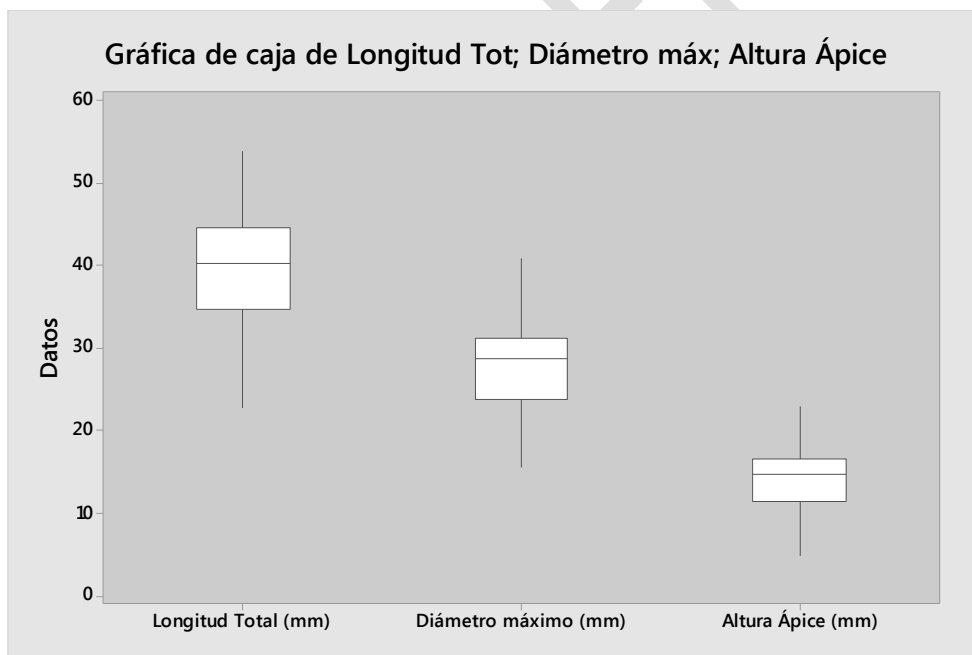 Gráfica de caja de Longitud Tot; Diámetro máx; Altura Ápice
60
50
40
30
20
10
0
Datos
Longitud Total (mm) Diámetro máximo (mm) Altura Ápice (mm)